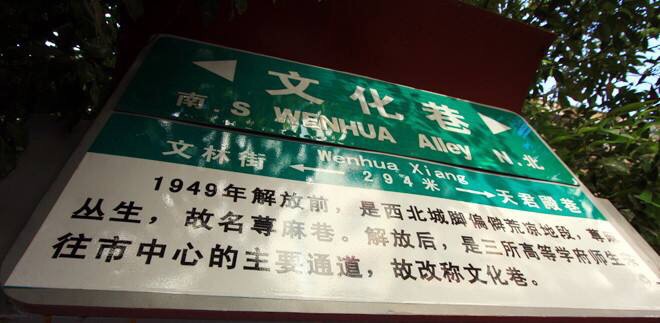 文化巷
南 S WENHUA Alley N 北
Wenhua Xiang
文林街 294米 天君殿巷
1949年解放前，是西北城脚偏僻荒凉地段，荨麻
丛生，故名荨麻巷。解放后，是三所高等学府师生
往市中心的主要通道，故改称文化巷。